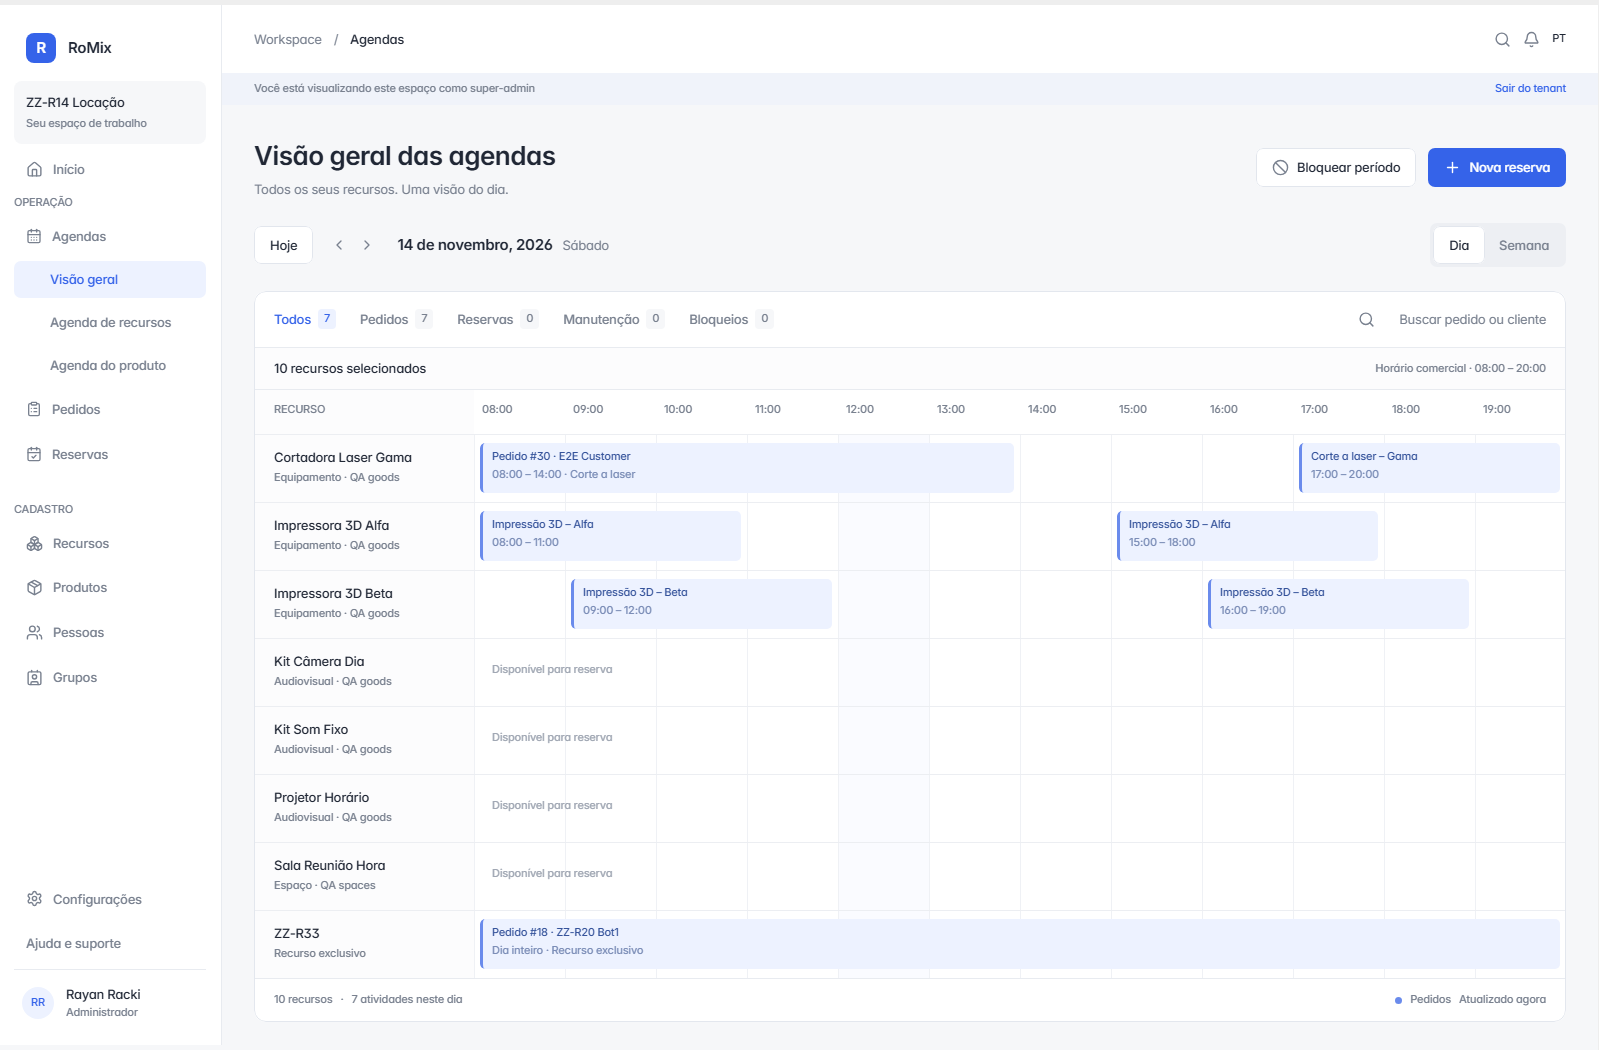 R RoMix
ZZ-R14 Locação
Seu espaço de trabalho
Início
OPERAÇÃO
Agendas
Visão geral
Agenda de recursos
Agenda do produto
Pedidos
Reservas
CADASTRO
Recursos
Produtos
Pessoas
Grupos
Configurações
Ajuda e suporte
RR
Rayan Racki
Administrador
Workspace / Agendas
PT
Você está visualizando este espaço como super-admin
Sair do tenant
Visão geral das agendas
Todos os seus recursos. Uma visão do dia.
Bloquear período
Nova reserva
Hoje
14 de novembro, 2026 Sábado
Dia Semana
Todos 7 Pedidos 7 Reservas 0 Manutenção 0 Bloqueios 0
Buscar pedido ou cliente
10 recursos selecionados
Horário comercial · 08:00 – 20:00
RECURSO 08:00 09:00 10:00 11:00 12:00 13:00 14:00 15:00 16:00 17:00 18:00 19:00
Cortadora Laser Gama
Equipamento · QA goods
Pedido #30 · E2E Customer
08:00 – 14:00 · Corte a laser
Corte a laser – Gama
17:00 – 20:00
Impressora 3D Alfa
Equipamento · QA goods
Impressão 3D – Alfa
08:00 – 11:00
Impressão 3D – Alfa
15:00 – 18:00
Impressora 3D Beta
Equipamento · QA goods
Impressão 3D – Beta
09:00 – 12:00
Impressão 3D – Beta
16:00 – 19:00
Kit Câmera Dia
Audiovisual · QA goods
Disponível para reserva
Kit Som Fixo
Audiovisual · QA goods
Disponível para reserva
Projetor Horário
Audiovisual · QA goods
Disponível para reserva
Sala Reunião Hora
Espaço · QA spaces
Disponível para reserva
ZZ-R33
Recurso exclusivo
Pedido #18 · ZZ-R20 Bot1
Dia inteiro · Recurso exclusivo
10 recursos · 7 atividades neste dia
Pedidos Atualizado agora